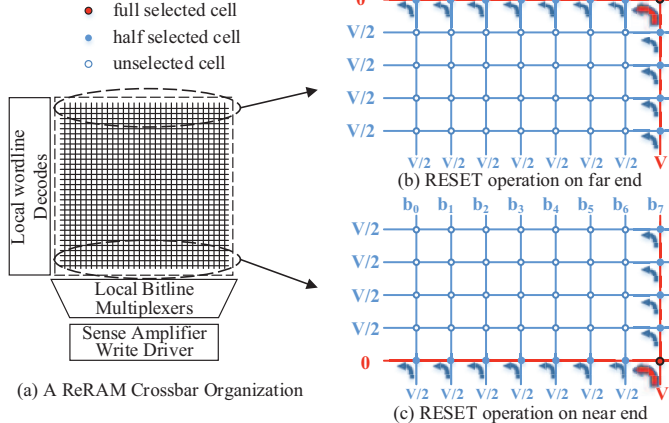 full selected cell
half selected cell
unselected cell
Local wordline
Decodes
Local Bitline
Multiplexers
Sense Amplifier
Write Driver
(a) A ReRAM Crossbar Organization
0
V/2
V/2
V/2
V/2
V/2 V/2 V/2 V/2 V/2 V/2 V/2 V
(b) RESET operation on far end
b0 b1 b2 b3 b4 b5 b6 b7
V/2
V/2
V/2
V/2
0
V/2 V/2 V/2 V/2 V/2 V/2 V/2 V
(c) RESET operation on near end